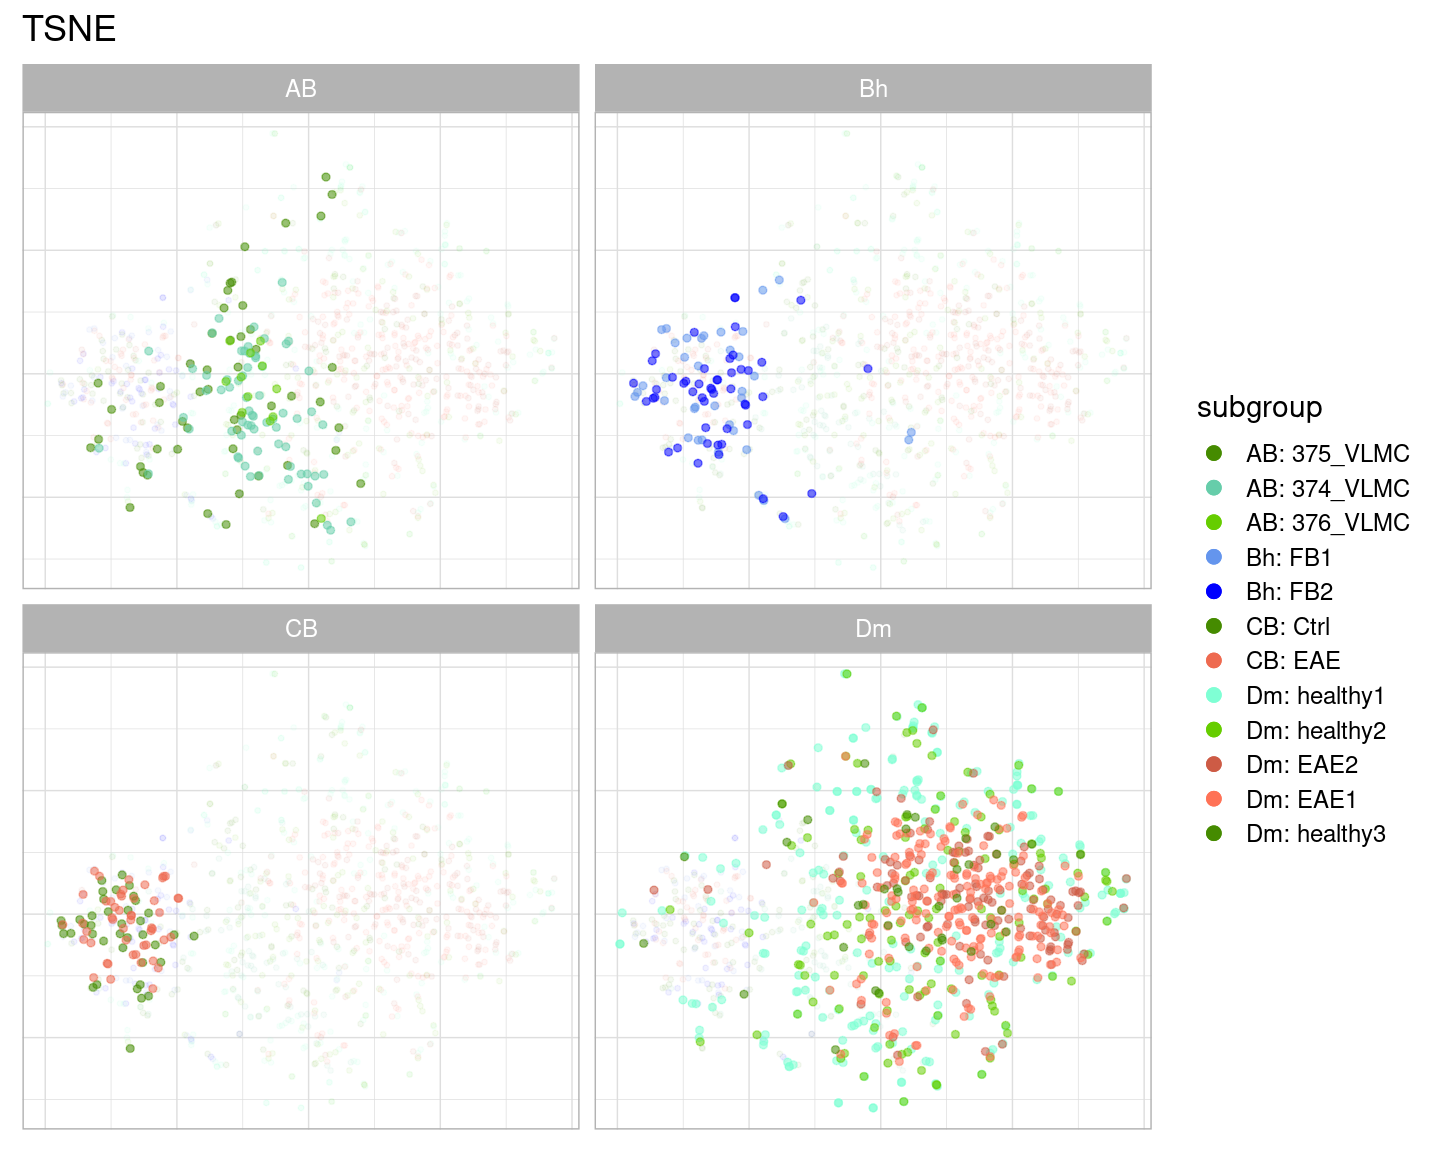 TSNE
AB
Bh
CB
Dm
subgroup
AB: 375_VLMC
AB: 374_VLMC
AB: 376_VLMC
Bh: FB1
Bh: FB2
CB: Ctrl
CB: EAE
Dm: healthy1
Dm: healthy2
Dm: EAE2
Dm: EAE1
Dm: healthy3